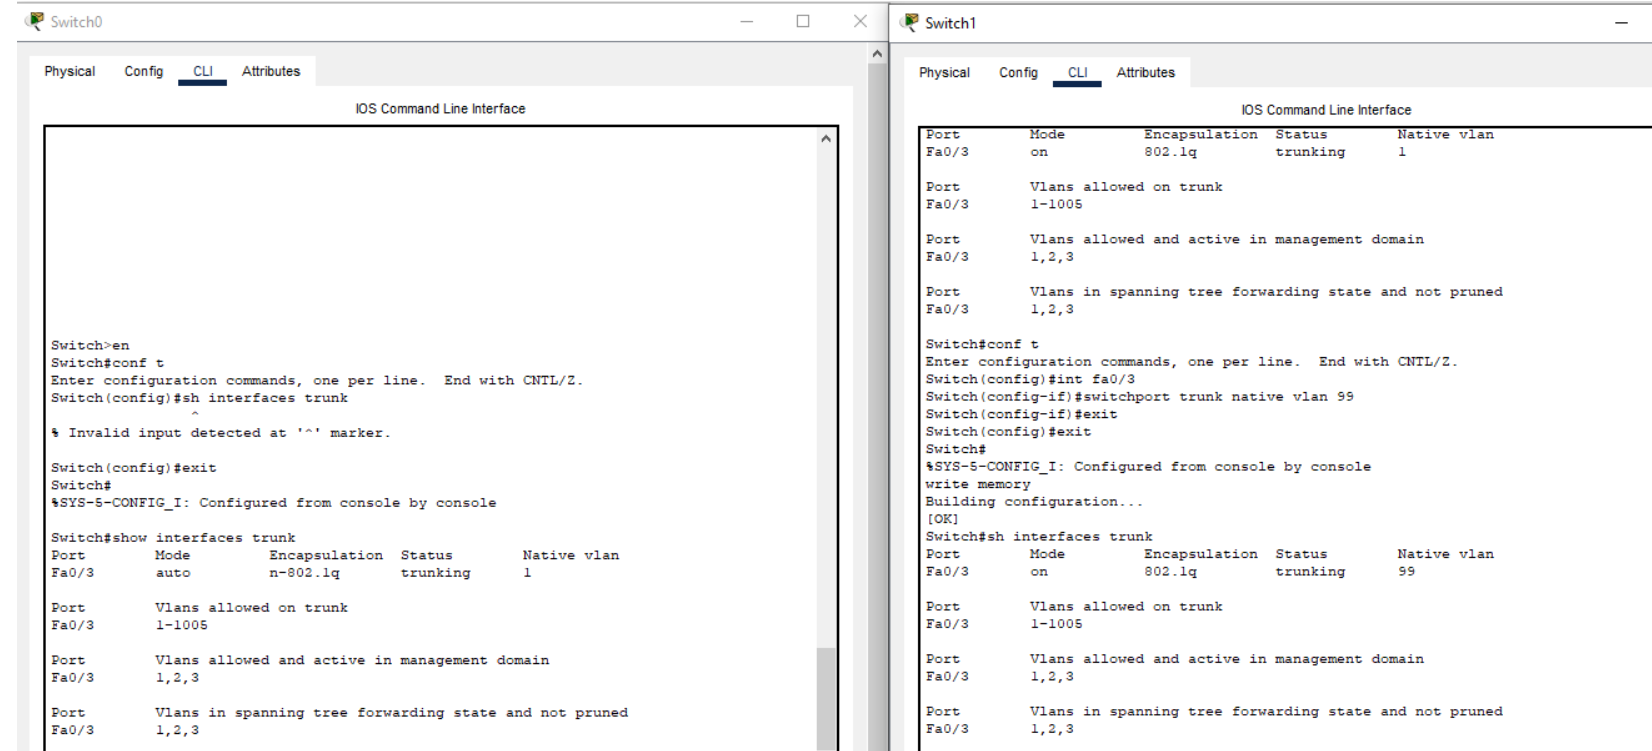 Switch0
Physical Config CLI Attributes
IOS Command Line Interface
Switch>en
Switch#conf t
Enter configuration commands, one per line.  End with CNTL/Z.
Switch(config)#sh interfaces trunk
^
% Invalid input detected at '^' marker.
Switch(config)#exit
Switch#
%SYS-5-CONFIG_I: Configured from console by console
Switch#show interfaces trunk
Port Mode Encapsulation Status Native vlan
Fa0/3 auto n-802.1q trunking 1
Port Vlans allowed on trunk
Fa0/3 1-1005
Port Vlans allowed and active in management domain
Fa0/3 1,2,3
Port Vlans in spanning tree forwarding state and not pruned
Fa0/3 1,2,3
Switch1
Physical Config CLI Attributes
IOS Command Line Interface
Port Mode Encapsulation Status Native vlan
Fa0/3 on 802.1q trunking 1
Port Vlans allowed on trunk
Fa0/3 1-1005
Port Vlans allowed and active in management domain
Fa0/3 1,2,3
Port Vlans in spanning tree forwarding state and not pruned
Fa0/3 1,2,3
Switch#conf t
Enter configuration commands, one per line.  End with CNTL/Z.
Switch(config)#int fa0/3
Switch(config-if)#switchport trunk native vlan 99
Switch(config-if)#exit
Switch(config)#exit
Switch#
%SYS-5-CONFIG_I: Configured from console by console
write memory
Building configuration...
[OK]
Switch#sh interfaces trunk
Port Mode Encapsulation Status Native vlan
Fa0/3 on 802.1q trunking 99
Port Vlans allowed on trunk
Fa0/3 1-1005
Port Vlans allowed and active in management domain
Fa0/3 1,2,3
Port Vlans in spanning tree forwarding state and not pruned
Fa0/3 1,2,3